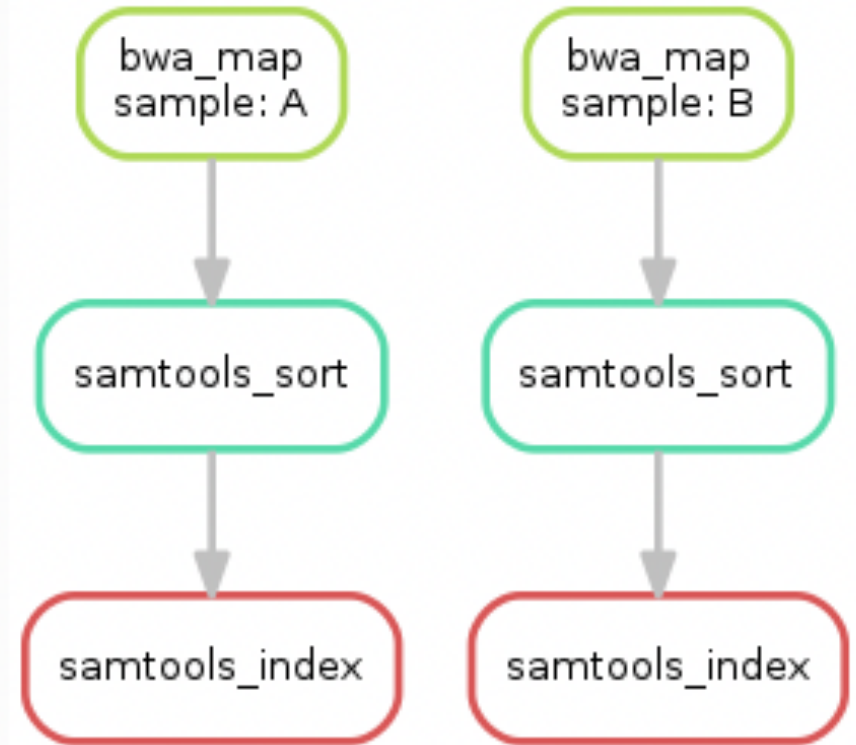 bwa_map
sample: A
bwa_map
sample: B
samtools_sort
samtools_sort
samtools_index
samtools_index